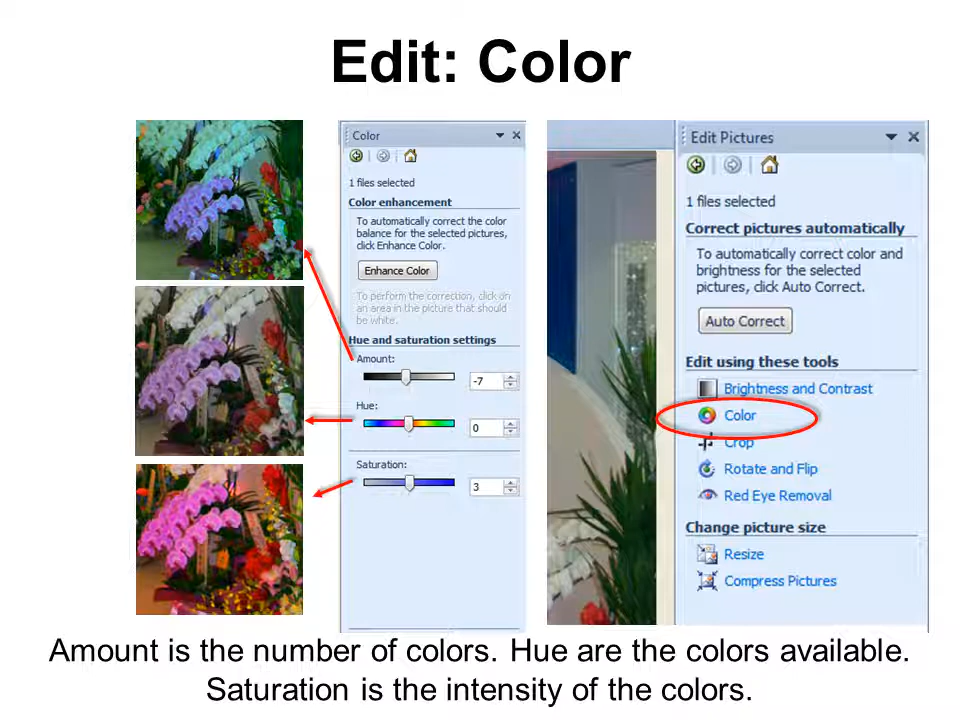 Edit: Color
Color
1 files selected
Color enhancement
To automatically correct the color
balance for the selected pictures,
click Enhance Color.
Enhance Color
To perform the correction, click on
an area in the picture that should
be white.
Hue and saturation settings
Amount:
-7
Hue:
0
Saturation:
3
Edit Pictures
1 files selected
Correct pictures automatically
To automatically correct color and
brightness for the selected
pictures, click Auto Correct.
Auto Correct
Edit using these tools
Brightness and Contrast
Color
Crop
Rotate and Flip
Red Eye Removal
Change picture size
Resize
Compress Pictures
Amount is the number of colors. Hue are the colors available.
Saturation is the intensity of the colors.